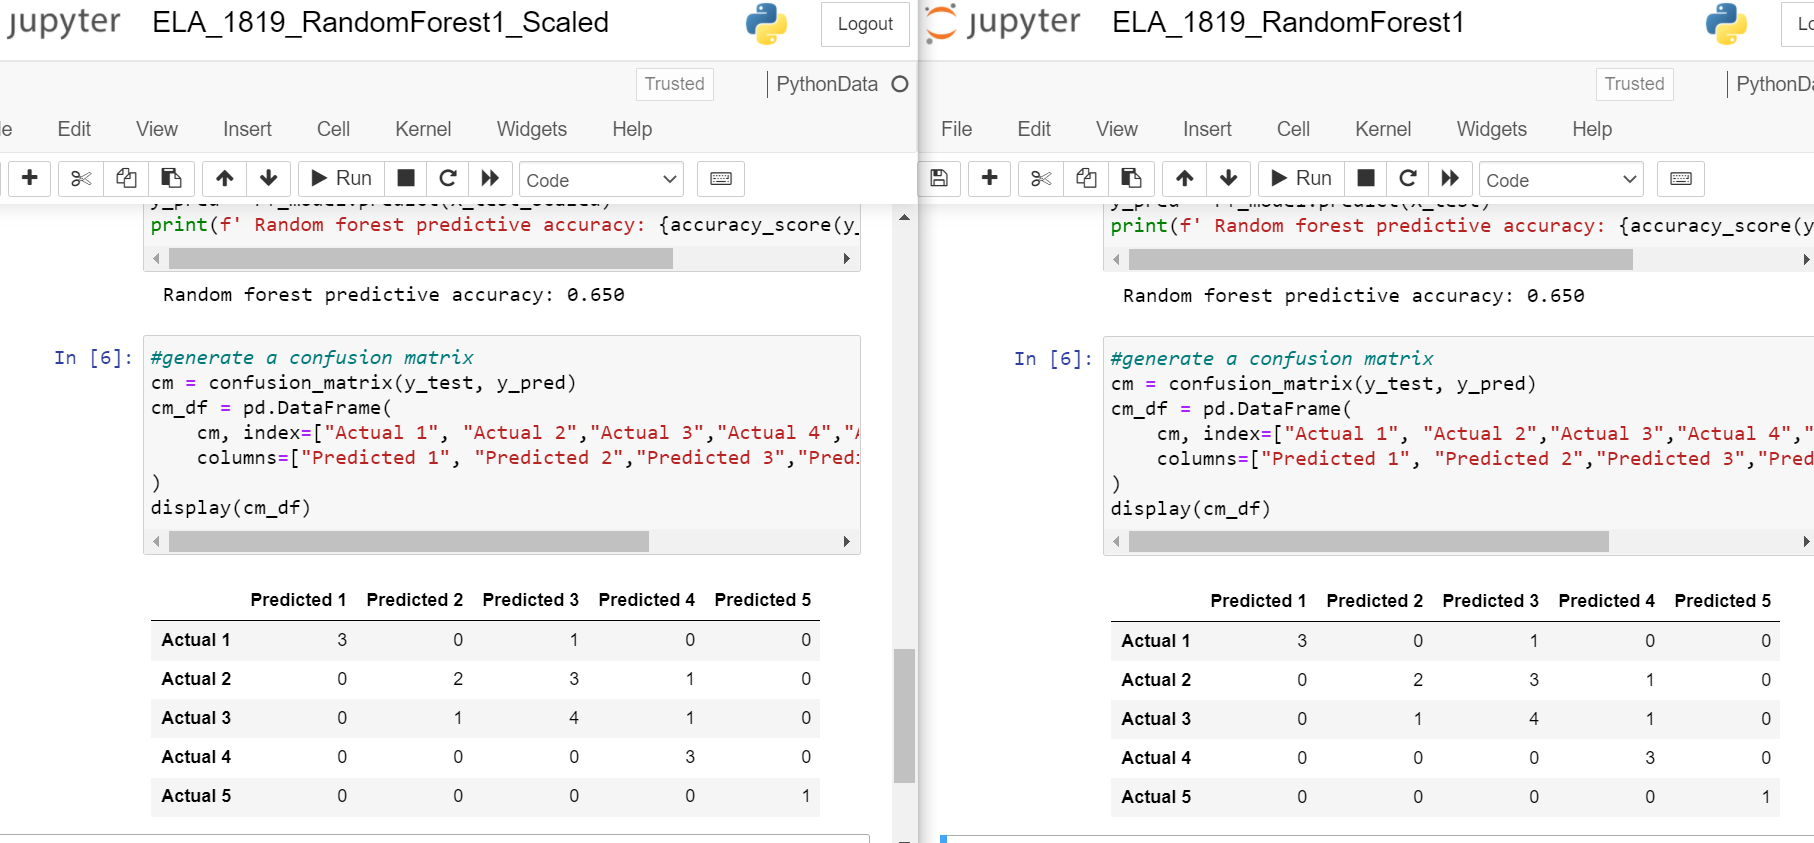 jupyter ELA_1819_RandomForest1_Scaled
Logout
Trusted
PythonData
Edit View Insert Cell Kernel Widgets Help
Run
Code
print(f' Random forest predictive accuracy: {accuracy_score(y_
Random forest predictive accuracy: 0.650
In [6]:
#generate a confusion matrix
cm = confusion_matrix(y_test, y_pred)
cm_df = pd.DataFrame(
cm, index=["Actual 1", "Actual 2","Actual 3","Actual 4","
columns=["Predicted 1", "Predicted 2","Predicted 3","Pred
)
display(cm_df)
Predicted 1 Predicted 2 Predicted 3 Predicted 4 Predicted 5
Actual 1 3 0 1 0 0
Actual 2 0 2 3 1 0
Actual 3 0 1 4 1 0
Actual 4 0 0 0 3 0
Actual 5 0 0 0 0 1
jupyter ELA_1819_RandomForest1
Lo
Trusted
PythonDa
File Edit View Insert Cell Kernel Widgets Help
Run
Code
print(f' Random forest predictive accuracy: {accuracy_score(y
Random forest predictive accuracy: 0.650
In [6]:
#generate a confusion matrix
cm = confusion_matrix(y_test, y_pred)
cm_df = pd.DataFrame(
cm, index=["Actual 1", "Actual 2","Actual 3","Actual 4","
columns=["Predicted 1", "Predicted 2","Predicted 3","Pred
)
display(cm_df)
Predicted 1 Predicted 2 Predicted 3 Predicted 4 Predicted 5
Actual 1 3 0 1 0 0
Actual 2 0 2 3 1 0
Actual 3 0 1 4 1 0
Actual 4 0 0 0 3 0
Actual 5 0 0 0 0 1